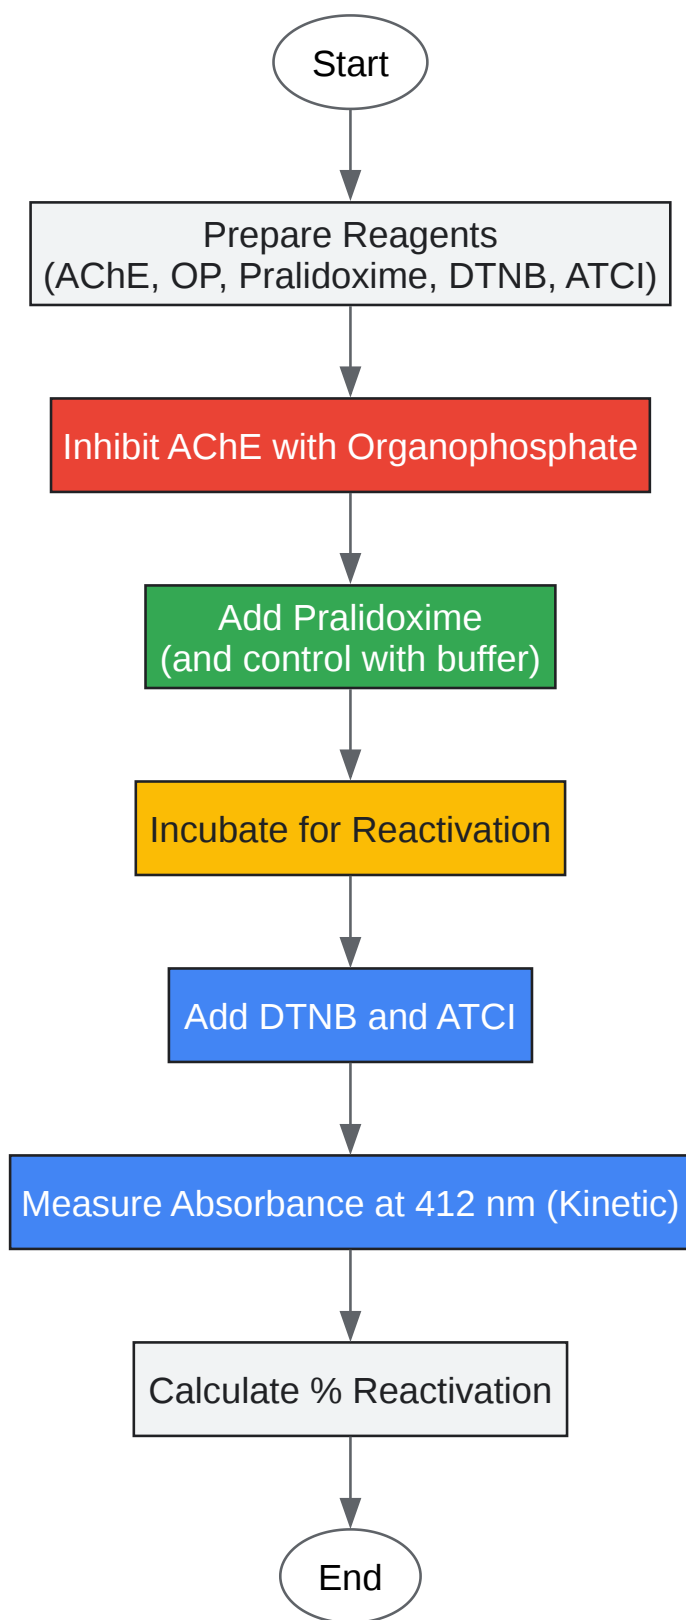 Start
Prepare Reagents
(AChE, OP, Pralidoxime, DTNB, ATCI)
Inhibit AChE with Organophosphate
Add Pralidoxime
(and control with buffer)
Incubate for Reactivation
Add DTNB and ATCI
Measure Absorbance at 412 nm (Kinetic)
Calculate % Reactivation
End